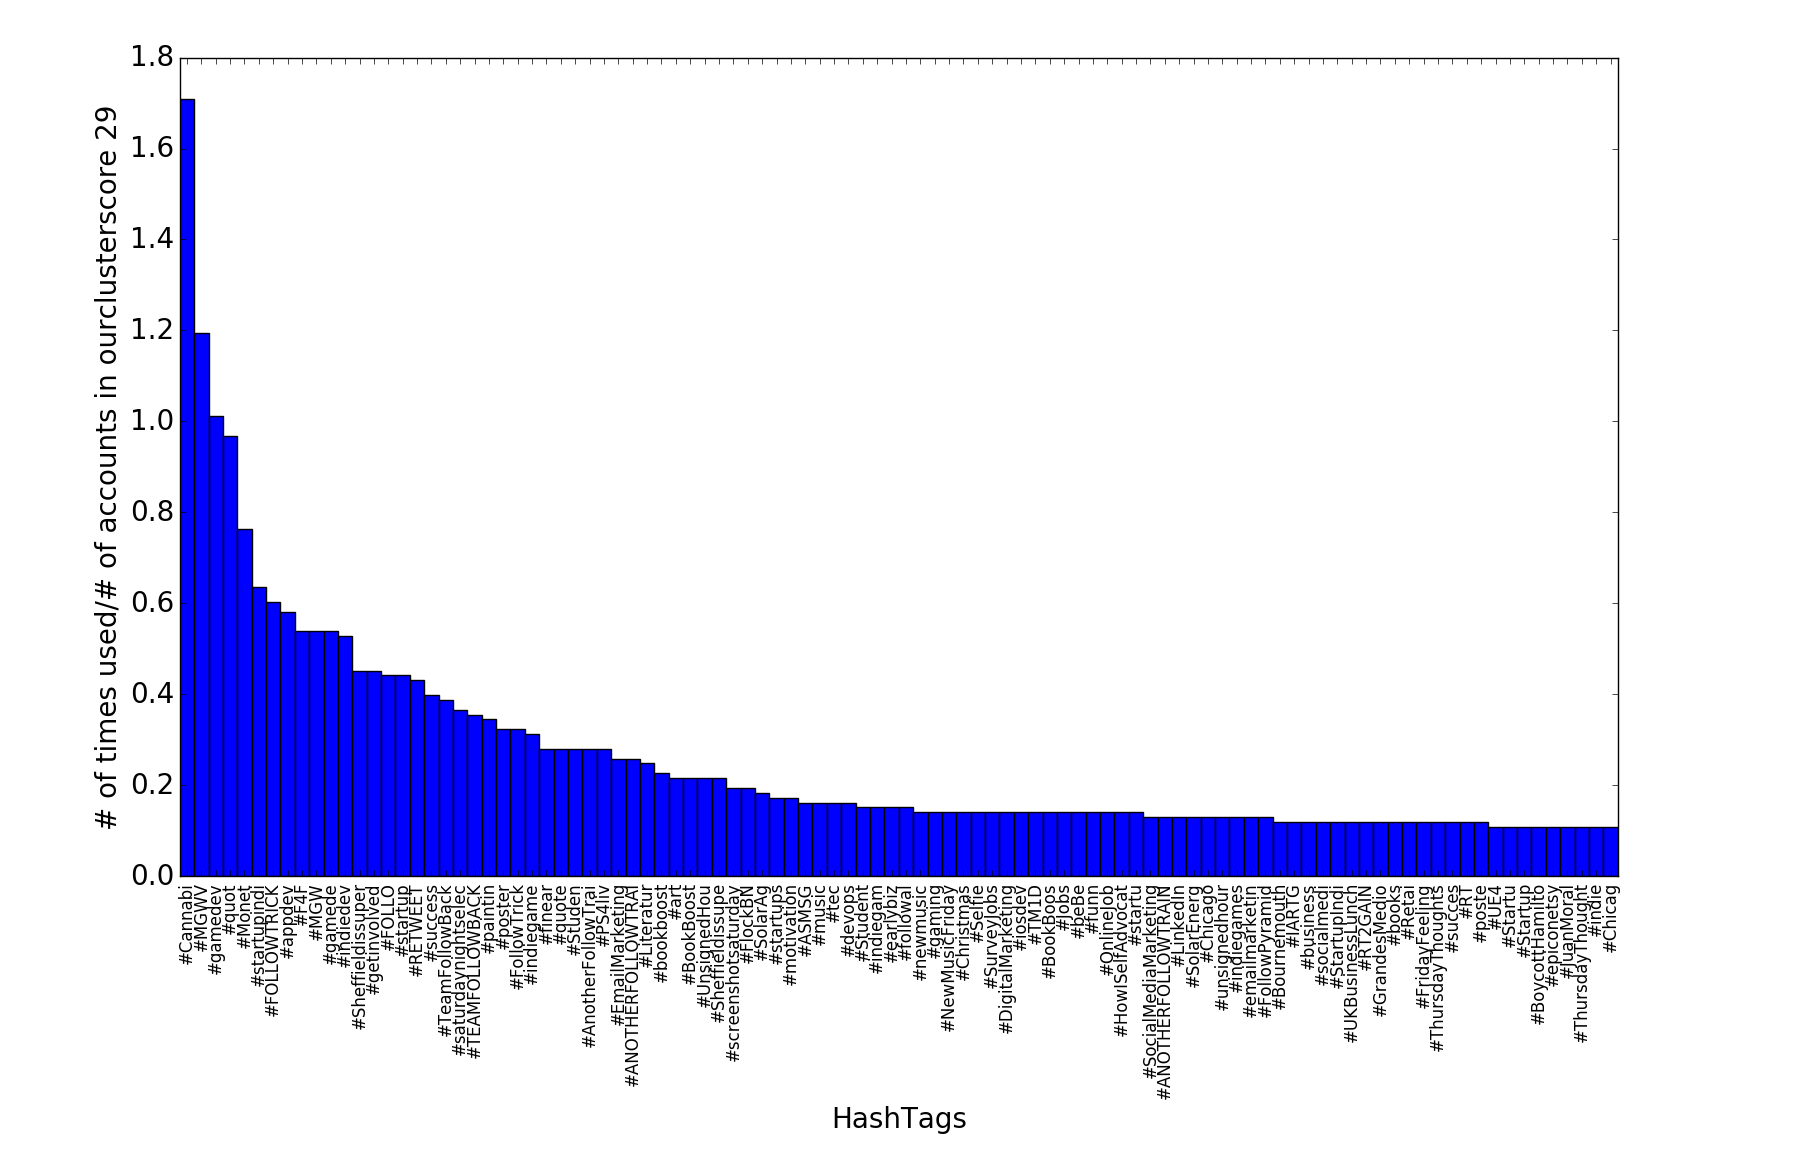 # of times used/# of accounts in ourclusterscore 29
1.8
1.6
1.4
1.2
1.0
0.8
0.6
0.4
0.2
0.0
#Cannabi
#MGWV
#gamedev
#quot
#Monet
#startupindi
#FOLLOWTRICK
#appdev
#F4F
#MGW
#gamede
#indiedev
#Sheffieldissuper
#getinvolved
#FOLLO
#startup
#RETWEET
#success
#TeamFollowBack
#saturdaynightselec
#TEAMFOLLOWBACK
#paintin
#poster
#FollowTrick
#indiegame
#finear
#quote
#Studen
#AnotherFollowTrai
#PS4liv
#EmailMarketing
#ANOTHERFOLLOWTRAI
#Literatur
#bookboost
#art
#BookBoost
#UnsignedHou
#Sheffieldissupe
#screenshotsaturday
#FlockBN
#SolarAg
#startups
#motivation
#ASMSG
#music
#tec
#devops
#Student
#indiegam
#earlybiz
#followal
#newmusic
#gaming
#NewMusicFriday
#Christmas
#Selfie
#SurveyJobs
#DigitalMarketing
#iosdev
#TM1D
#BookBoos
#Jobs
#beBe
#funn
#OnlineJob
#HowISelfAdvocat
#startu
#SocialMediaMarketing
#ANOTHERFOLLOWTRAIN
#LinkedIn
#SolarEnerg
#Chicago
#unsignedhour
#indiegames
#emailmarketin
#FollowPyramid
#Bournemouth
#IARTG
#business
#socialmedi
#StartupIndi
#UKBusinessLunch
#RT2GAIN
#GrandesMedio
#books
#Retai
#FridayFeeling
#ThursdayThoughts
#succes
#RT
#poste
#UE4
#Startu
#Startup
#BoycottHamilto
#epiconetsy
#JuanMoral
#ThursdayThought
#indie
#Chicag
HashTags